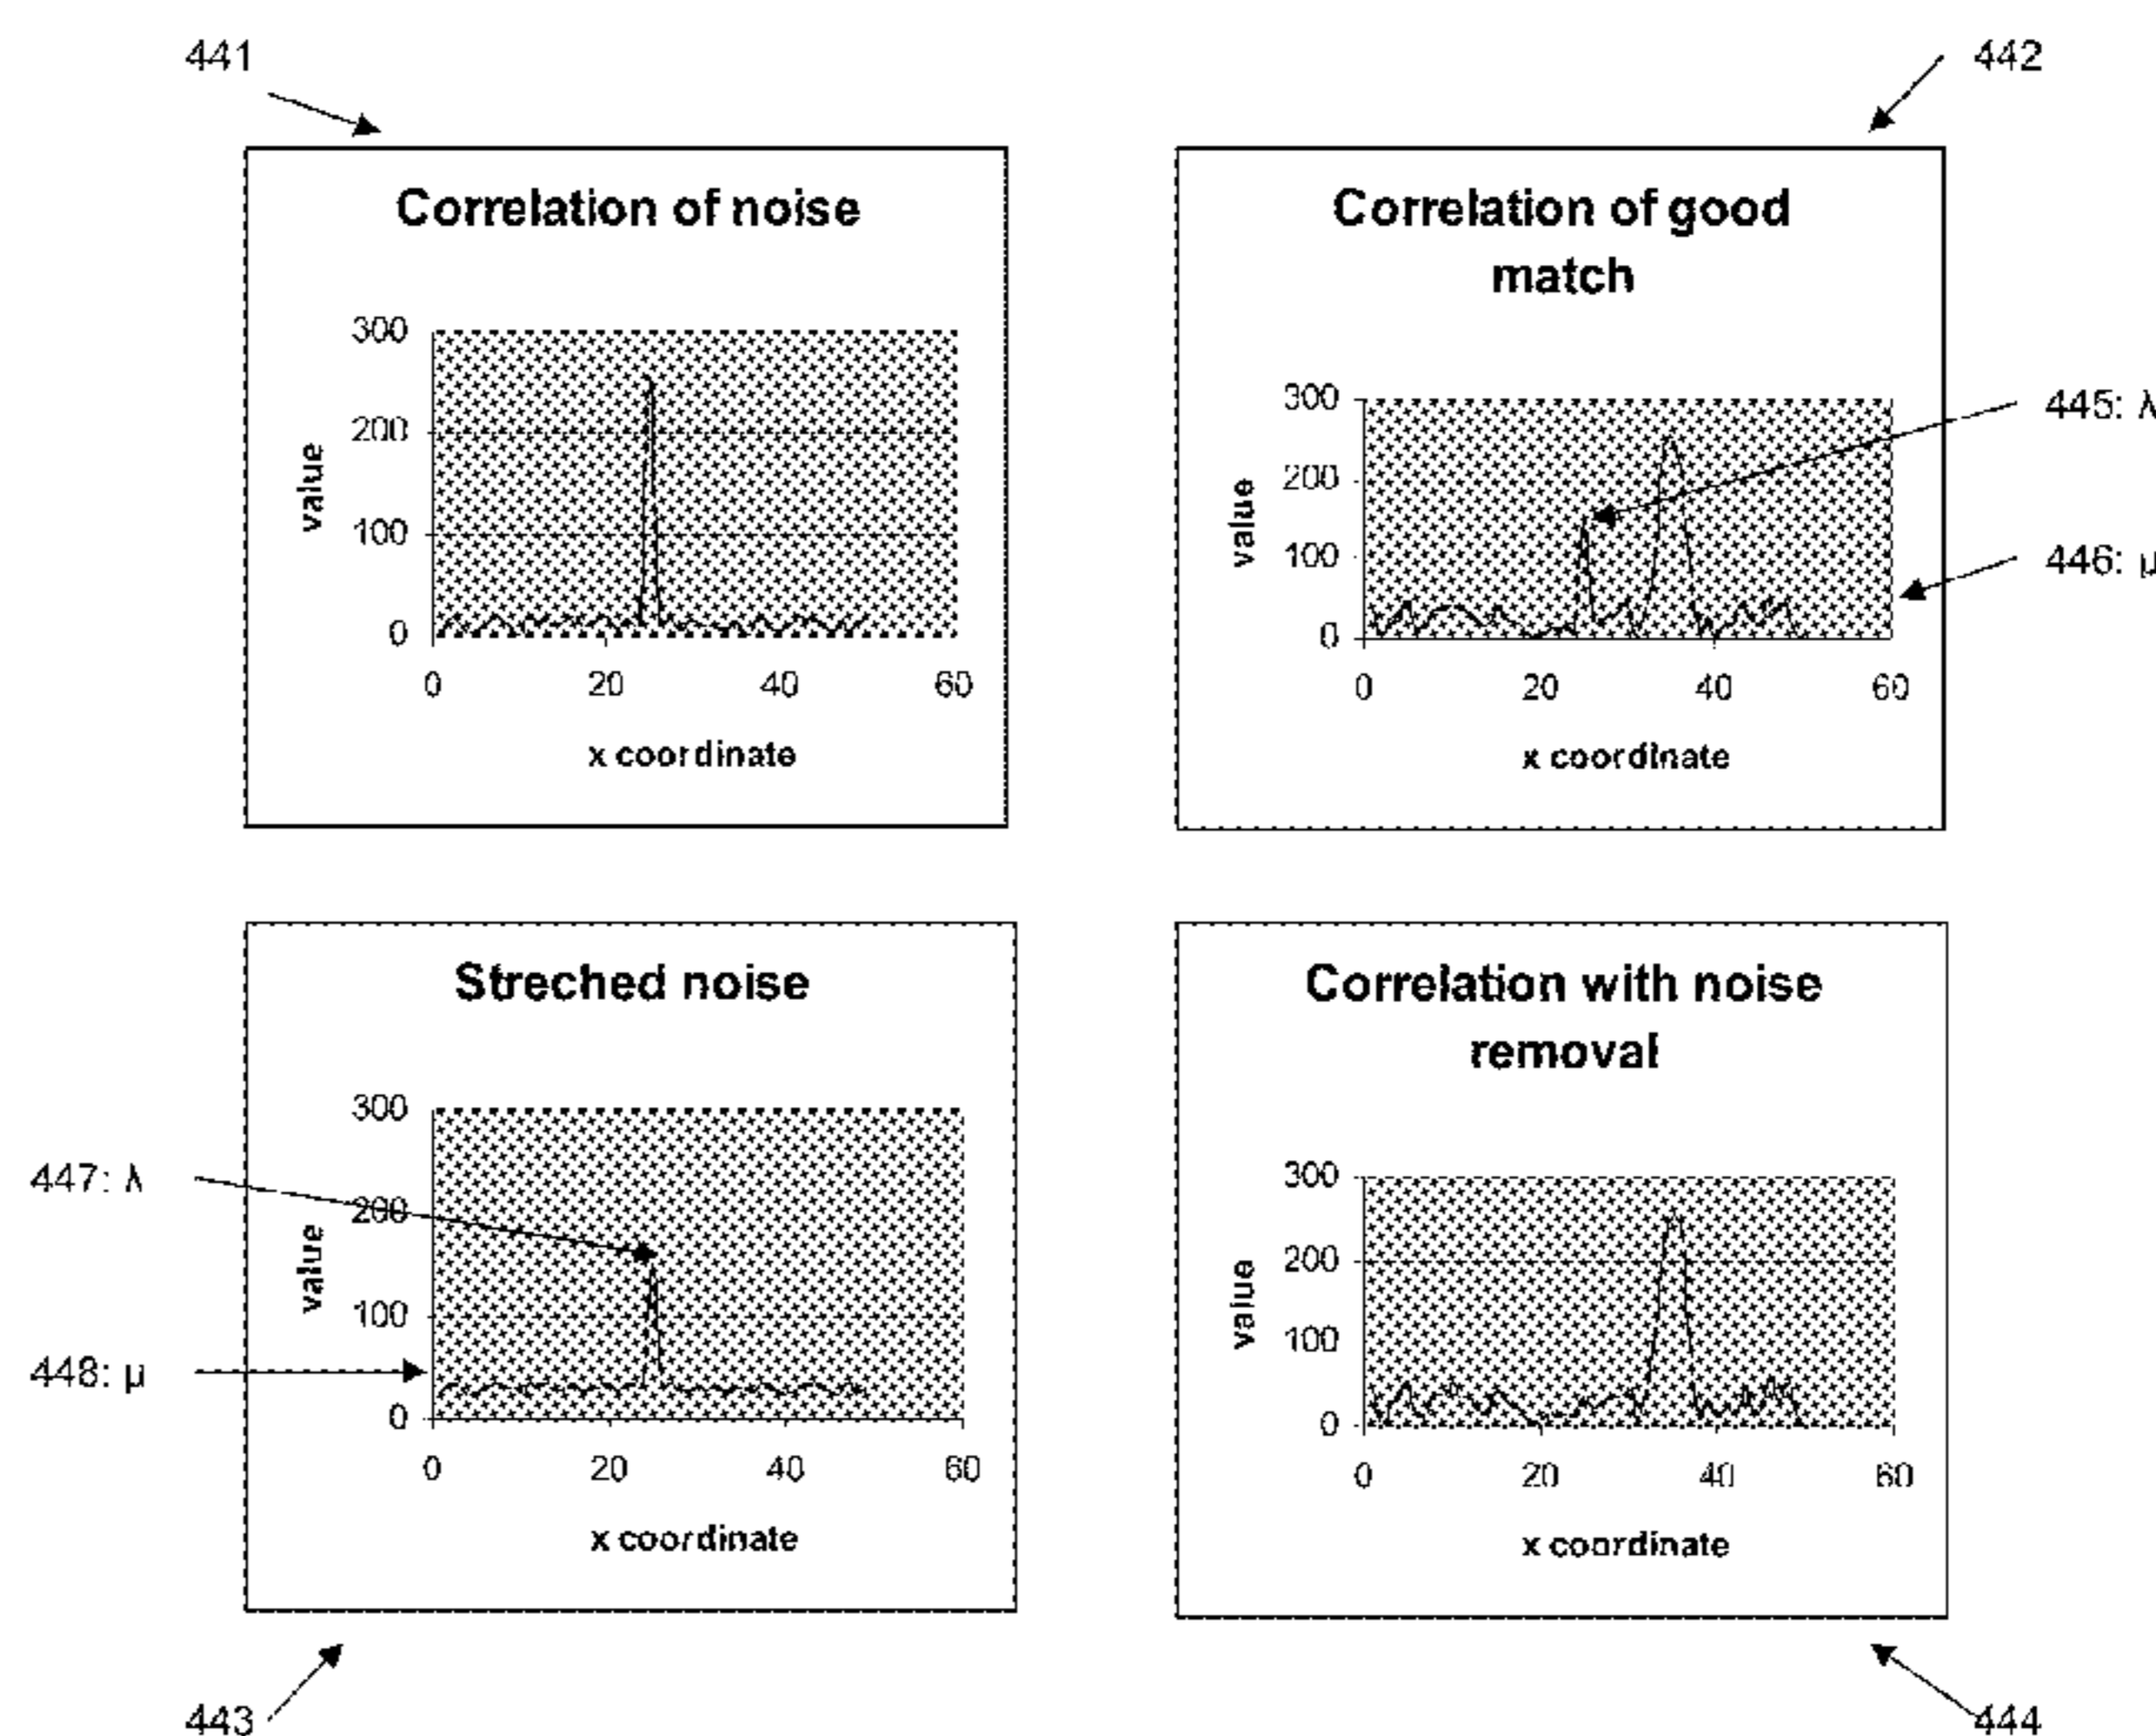 441
442
Correlation of noise
300
200
100
0
value
0 20 40 60
x coordinate
Correlation of good
match
300
200
100
0
value
0 20 40 60
x coordinate
445: λ
446: μ
Streched noise
300
200
100
0
value
0 20 40 60
x coordinate
447: λ
448: μ
Correlation with noise
removal
300
200
100
0
value
0 20 40 60
x coordinate
443
444